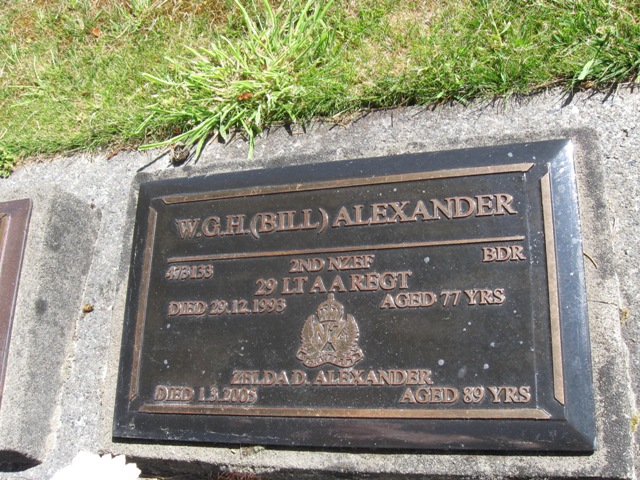 W.G.H. (BILL) ALEXANDER
473133 2ND NZEF BDR
29 LT A A REGT
DIED 29.12.1993 AGED 77 YRS
ZELDA D. ALEXANDER
DIED 1.3.2005 AGED 89 YRS